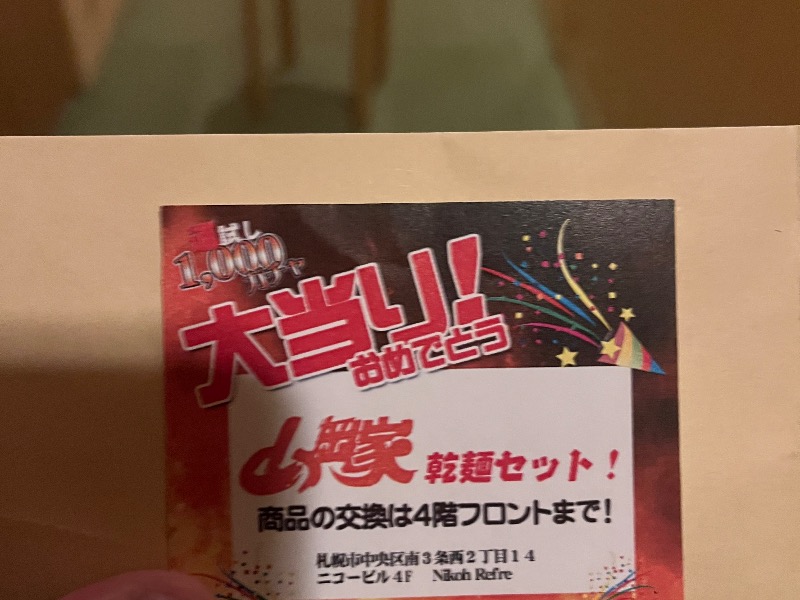 運試し
1,000ガチャ
大当り!
おめでとう
山岡家 乾麺セット!
商品の交換は4階フロントまで!
札幌市中央区南3条西2丁目14
ニコービル4F Nikoh Refre